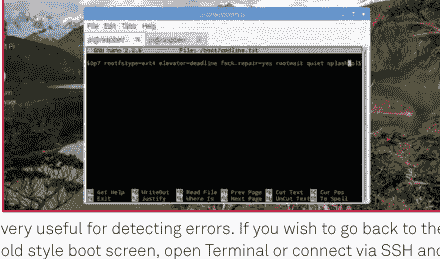 File Edit Tabs Help
GNU nano 2.2.6 File: /boot/cmdline.txt
k0p7 rootfstype=ext4 elevator=deadline fsck.repair=yes rootwait quiet splash
Get Help WriteOut Read File Prev Page Cut Text Cur Pos
Exit Justify Where Is Next Page UnCut Text To Spell
very useful for detecting errors. If you wish to go back to the
old style boot screen, open Terminal or connect via SSH and